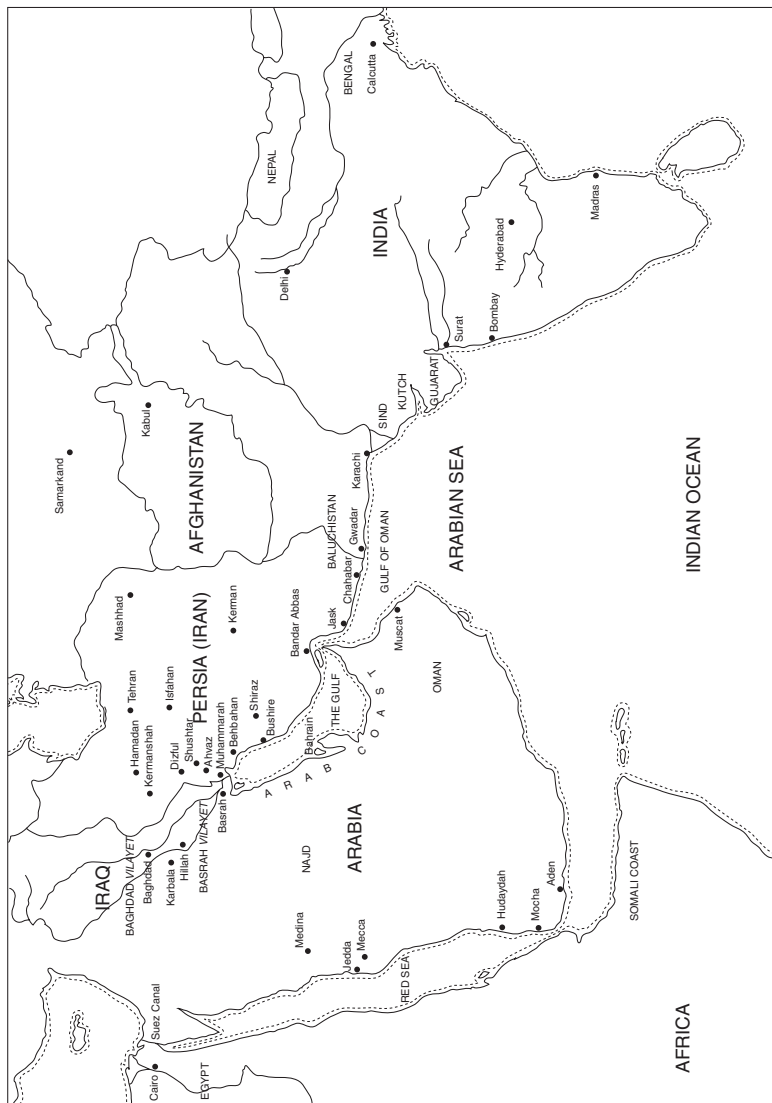 Samarkand
Kabul
AFGHANISTAN
NEPAL
BENGAL
Calcutta
Delhi
INDIA
Hyderabad
Madras
Surat
Bombay
GUJARAT
KUTCH
SIND
Karachi
BALUCHISTAN
Gwadar
Chahabar
GULF OF OMAN
Jask
Bandar Abbas
Mashhad
Kerman
PERSIA (IRAN)
Tehran
Isfahan
Hamadan
Kermanshah
Dizful
Shushtar
Ahvaz
Muhammarah
Behbahan
Shiraz
Bushire
Basrah
BASRAH VILAYET
IRAQ
BAGHDAD VILAYET
Baghdad
Karbala
Hillah
THE GULF
Bahrain
ARAB COAST
NAJD
ARABIA
OMAN
Muscat
ARABIAN SEA
INDIAN OCEAN
Medina
Jedda
Mecca
RED SEA
Hudaydah
Mocha
Aden
SOMALI COAST
AFRICA
Suez Canal
Cairo
EGYPT